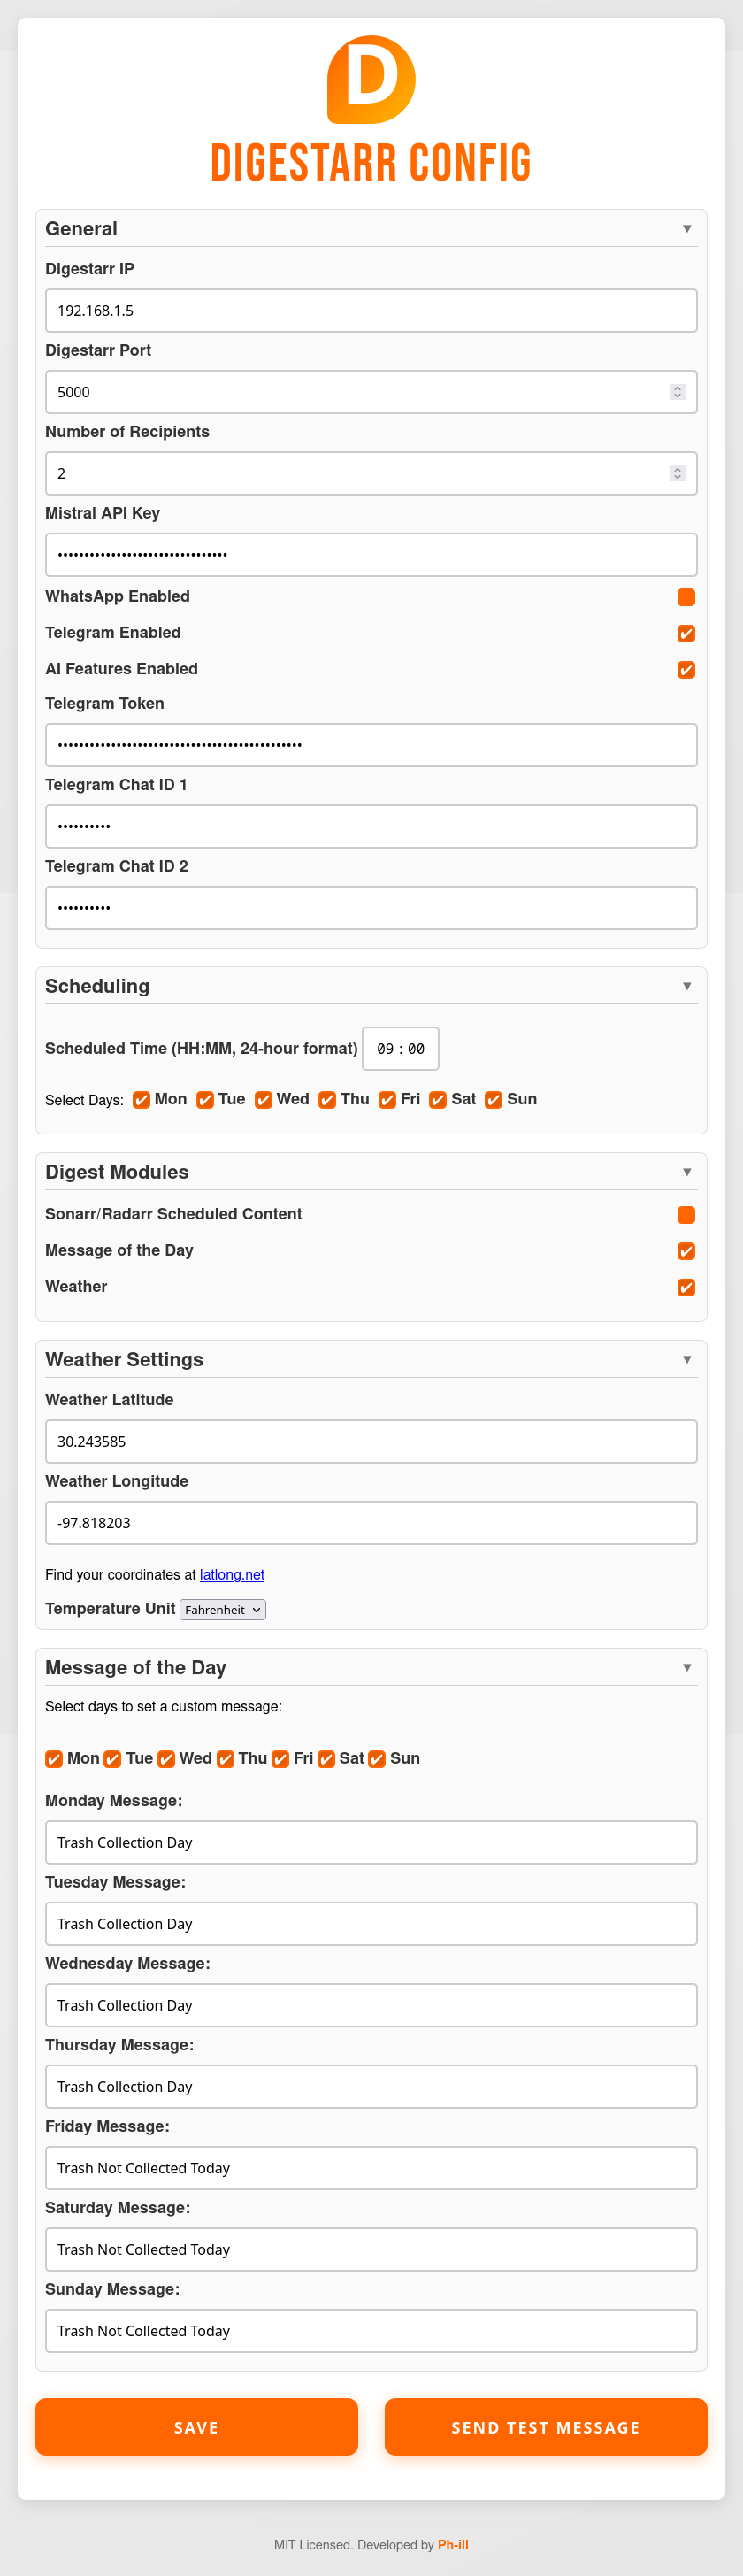 D
DIGESTARR CONFIG
General ▼
Digestarr IP
192.168.1.5
Digestarr Port
5000
Number of Recipients
2
Mistral API Key
••••••••••••••••••••••••••••••••
WhatsApp Enabled
Telegram Enabled ✔
AI Features Enabled ✔
Telegram Token
••••••••••••••••••••••••••••••••••••••••••••••
Telegram Chat ID 1
••••••••••
Telegram Chat ID 2
••••••••••
Scheduling ▼
Scheduled Time (HH:MM, 24-hour format) 09 : 00
Select Days: ✔ Mon ✔ Tue ✔ Wed ✔ Thu ✔ Fri ✔ Sat ✔ Sun
Digest Modules ▼
Sonarr/Radarr Scheduled Content
Message of the Day ✔
Weather ✔
Weather Settings ▼
Weather Latitude
30.243585
Weather Longitude
-97.818203
Find your coordinates at latlong.net
Temperature Unit Fahrenheit
Message of the Day ▼
Select days to set a custom message:
✔ Mon ✔ Tue ✔ Wed ✔ Thu ✔ Fri ✔ Sat ✔ Sun
Monday Message:
Trash Collection Day
Tuesday Message:
Trash Collection Day
Wednesday Message:
Trash Collection Day
Thursday Message:
Trash Collection Day
Friday Message:
Trash Not Collected Today
Saturday Message:
Trash Not Collected Today
Sunday Message:
Trash Not Collected Today
SAVE SEND TEST MESSAGE
MIT Licensed. Developed by Ph-ill